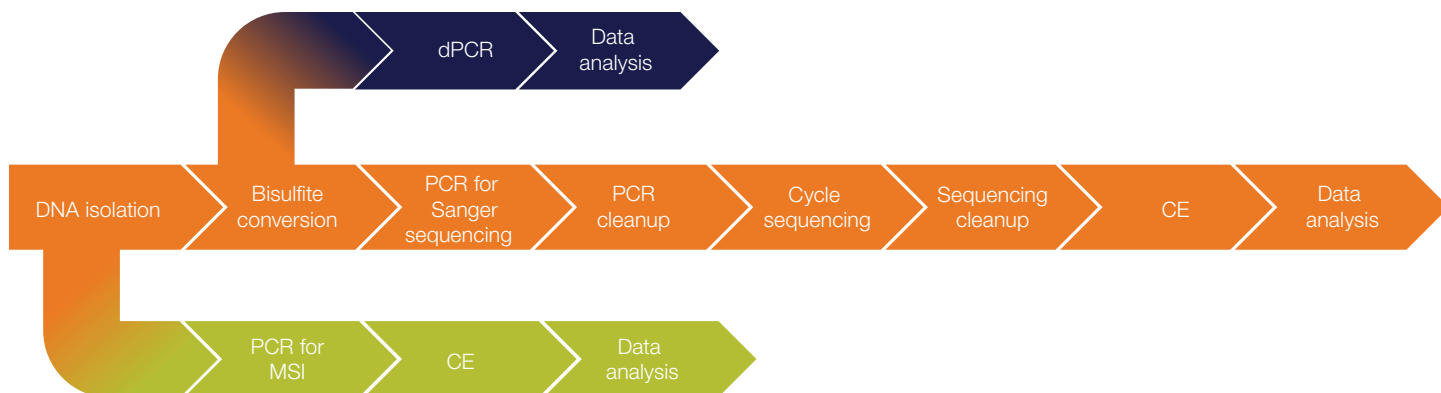 dPCR
Data
analysis
DNA isolation
Bisulfite
conversion
PCR for
Sanger
sequencing
PCR
cleanup
Cycle
sequencing
Sequencing
cleanup
CE
Data
analysis
PCR for
MSI
CE
Data
analysis